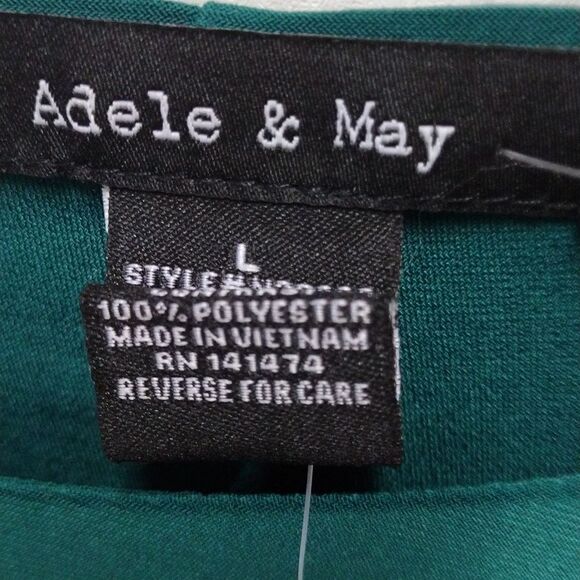 Adele & May
L
STYLE#:
100% POLYESTER
MADE IN VIETNAM
RN 141474
REVERSE FOR CARE